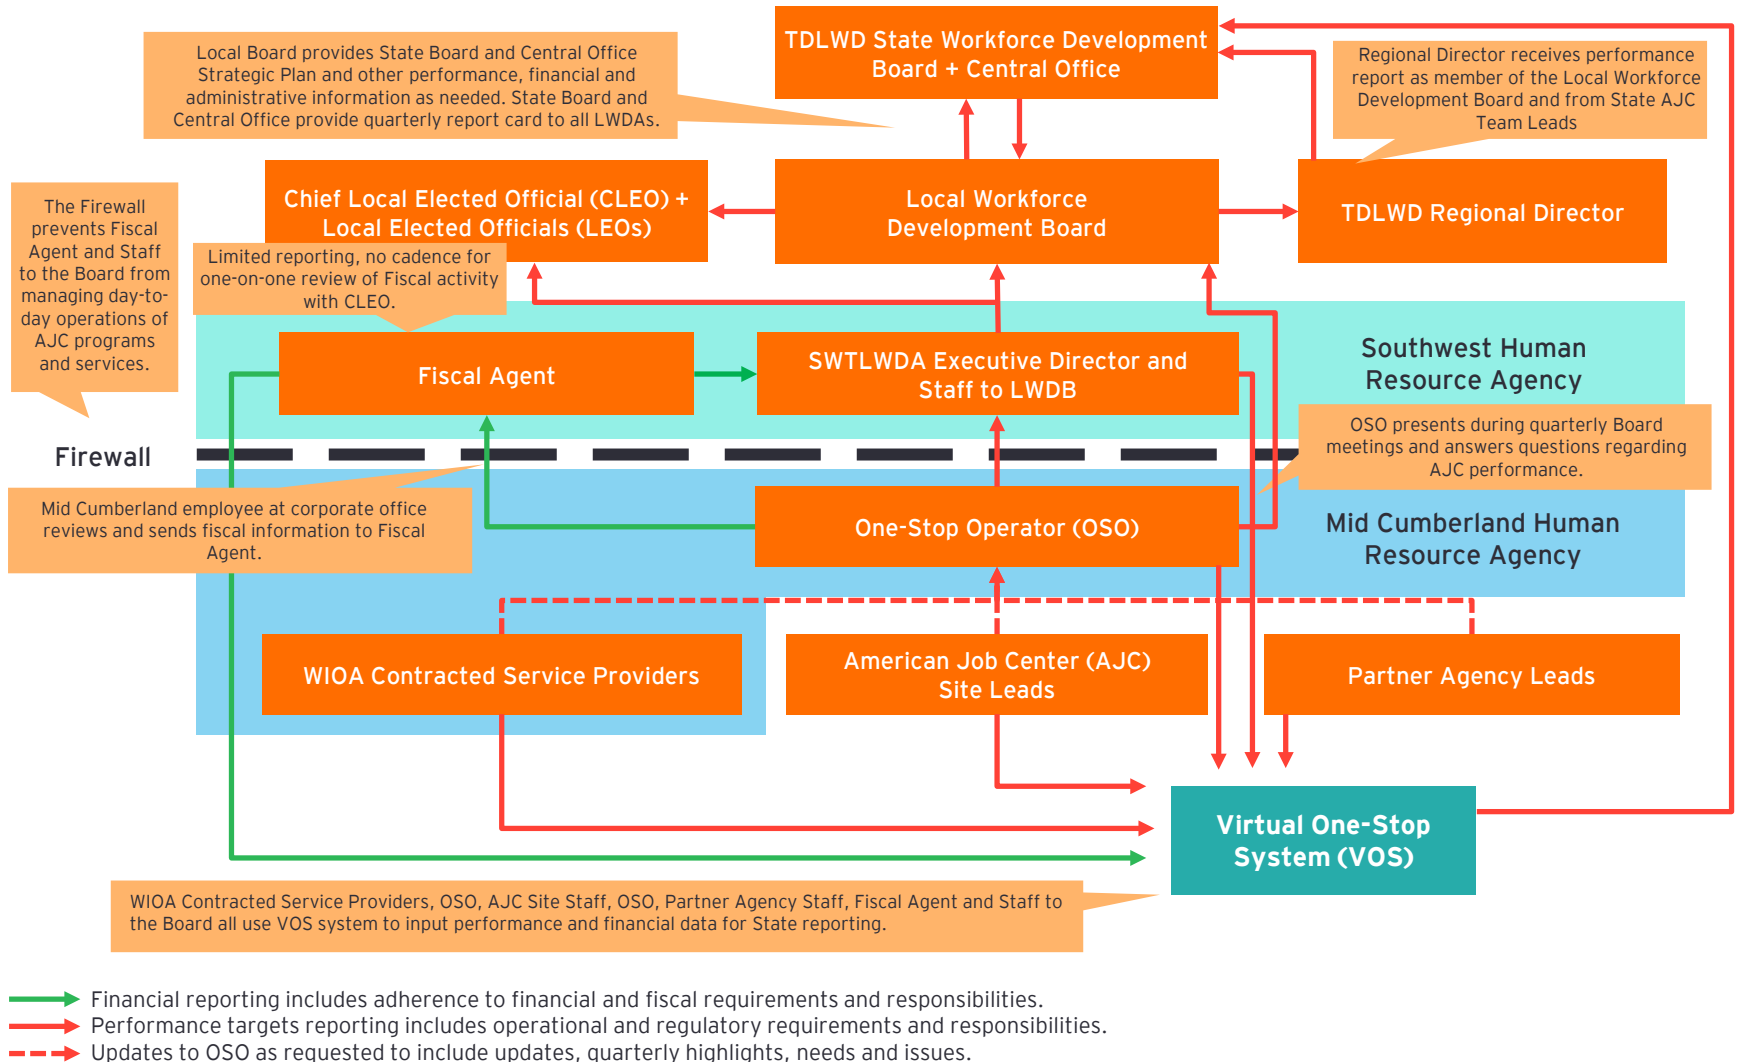 TDLWD State Workforce Development
Board + Central Office
Local Board provides State Board and Central Office
Strategic Plan and other performance, financial and
administrative information as needed. State Board and
Central Office provide quarterly report card to all LWDAs.
Regional Director receives performance
report as member of the Local Workforce
Development Board and from State AJC
Team Leads
The Firewall
prevents Fiscal
Agent and Staff
to the Board from
managing day-to-
day operations of
AJC programs
and services.
Chief Local Elected Official (CLEO) +
Local Elected Officials (LEOs)
Local Workforce
Development Board
TDLWD Regional Director
Limited reporting, no cadence for
one-on-one review of Fiscal activity
with CLEO.
Fiscal Agent
SWTLWDA Executive Director and
Staff to LWDB
Southwest Human
Resource Agency
Firewall
OSO presents during quarterly Board
meetings and answers questions regarding
AJC performance.
Mid Cumberland employee at corporate office
reviews and sends fiscal information to Fiscal
Agent.
One-Stop Operator (OSO)
Mid Cumberland Human
Resource Agency
WIOA Contracted Service Providers
American Job Center (AJC)
Site Leads
Partner Agency Leads
Virtual One-Stop
System (VOS)
WIOA Contracted Service Providers, OSO, AJC Site Staff, OSO, Partner Agency Staff, Fiscal Agent and Staff to
the Board all use VOS system to input performance and financial data for State reporting.
Financial reporting includes adherence to financial and fiscal requirements and responsibilities.
Performance targets reporting includes operational and regulatory requirements and responsibilities.
Updates to OSO as requested to include updates, quarterly highlights, needs and issues.